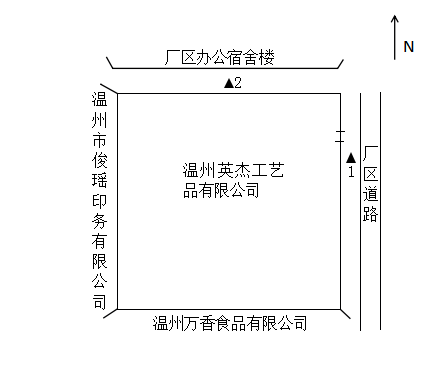 N
厂区办公宿舍楼
▲2
温州市俊瑶印务有限公司
温州英杰工艺
品有限公司
▲1
厂区道路
温州万香食品有限公司